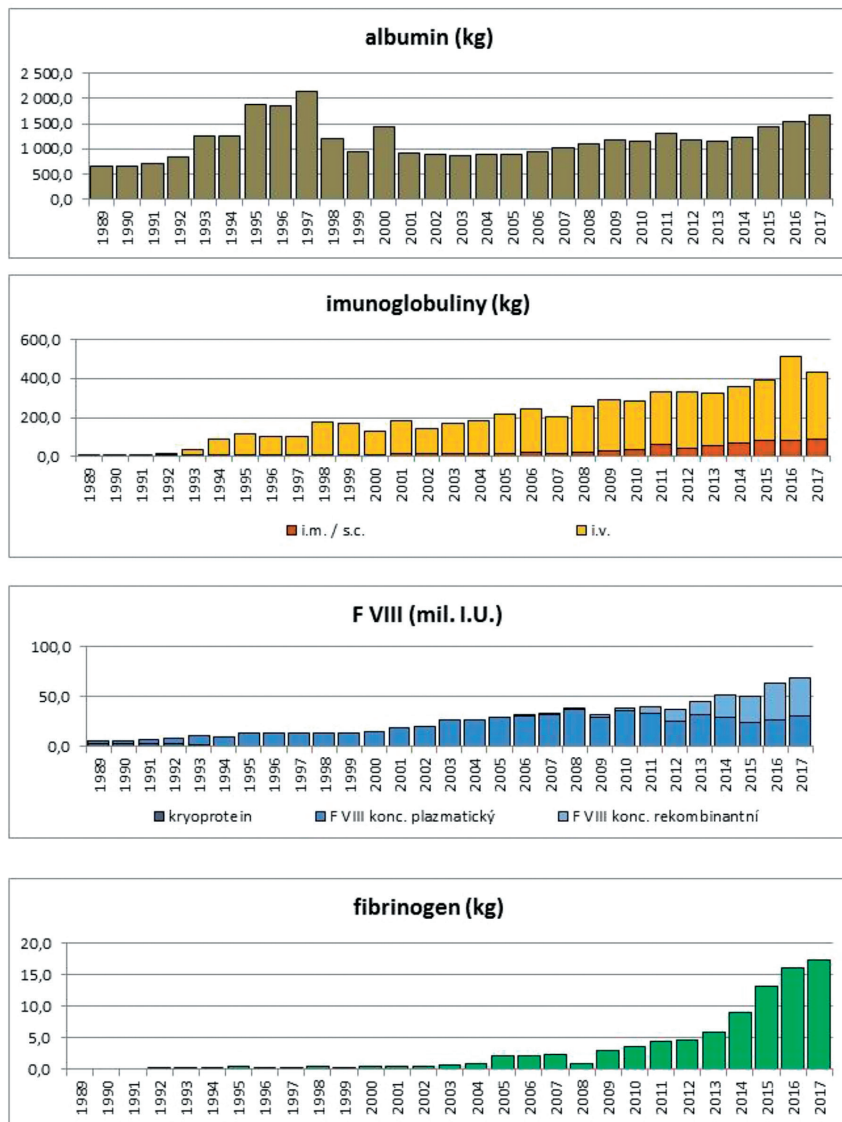 albumin (kg)
2 500,0
2 000,0
1 500,0
1 000,0
500,0
0,0
1989 1990 1991 1992 1993 1994 1995 1996 1997 1998 1999 2000 2001 2002 2003 2004 2005 2006 2007 2008 2009 2010 2011 2012 2013 2014 2015 2016 2017
imunoglobuliny (kg)
600,0
400,0
200,0
0,0
1989 1990 1991 1992 1993 1994 1995 1996 1997 1998 1999 2000 2001 2002 2003 2004 2005 2006 2007 2008 2009 2010 2011 2012 2013 2014 2015 2016 2017
i.m. / s.c. i.v.
F VIII (mil. I.U.)
100,0
50,0
0,0
1989 1990 1991 1992 1993 1994 1995 1996 1997 1998 1999 2000 2001 2002 2003 2004 2005 2006 2007 2008 2009 2010 2011 2012 2013 2014 2015 2016 2017
kryoprotein F VIII konc. plazmatický F VIII konc. rekombinantní
fibrinogen (kg)
20,0
15,0
10,0
5,0
0,0
1989 1990 1991 1992 1993 1994 1995 1996 1997 1998 1999 2000 2001 2002 2003 2004 2005 2006 2007 2008 2009 2010 2011 2012 2013 2014 2015 2016 2017